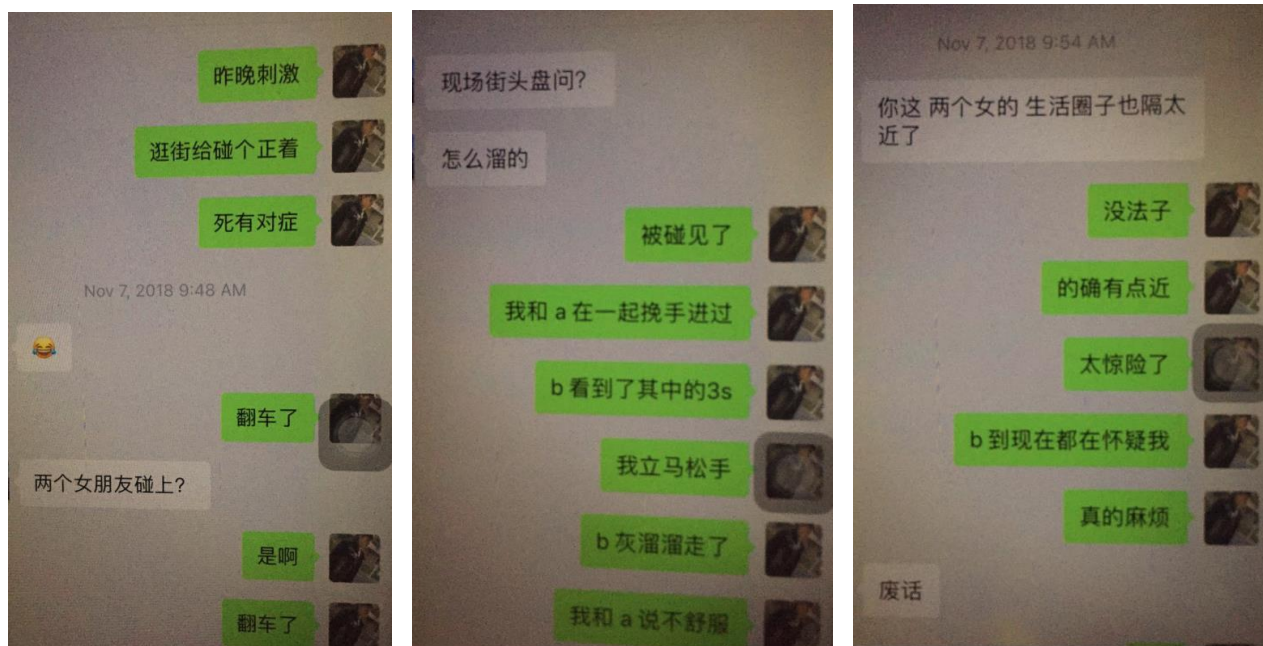 昨晚刺激
逛街给碰个正着
死有对症
Nov 7, 2018 9:48 AM
翻车了
两个女朋友碰上?
是啊
翻车了
现场街头盘问?
怎么溜的
被碰见了
我和 a 在一起挽手进过
b 看到了其中的3s
我立马松手
b 灰溜溜走了
我和 a 说不舒服
Nov 7, 2018 9:54 AM
你这 两个女的 生活圈子也隔太
近了
没法子
的确有点近
太惊险了
b 到现在都在怀疑我
真的麻烦
废话